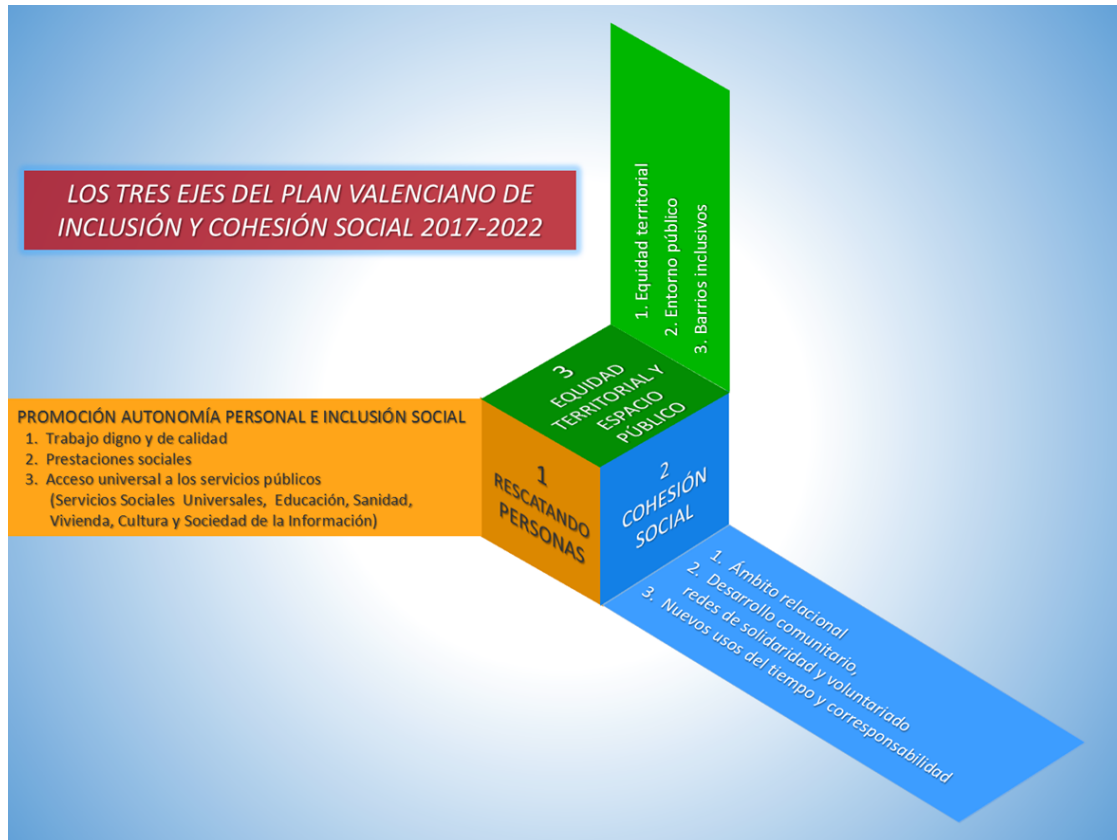 LOS TRES EJES DEL PLAN VALENCIANO DE
INCLUSIÓN Y COHESIÓN SOCIAL 2017-2022
PROMOCIÓN AUTONOMÍA PERSONAL E INCLUSIÓN SOCIAL
1. Trabajo digno y de calidad
2. Prestaciones sociales
3. Acceso universal a los servicios públicos
(Servicios Sociales Universales, Educación, Sanidad,
Vivienda, Cultura y Sociedad de la Información)
1
RESCATANDO
PERSONAS
2
COHESIÓN
SOCIAL
1. Ámbito relacional
2. Desarrollo comunitario,
redes de solidaridad y voluntariado
3. Nuevos usos del tiempo y corresponsabilidad
3
EQUIDAD
TERRITORIAL Y
ESPACIO
PÚBLICO
1. Equidad territorial
2. Entorno público
3. Barrios inclusivos